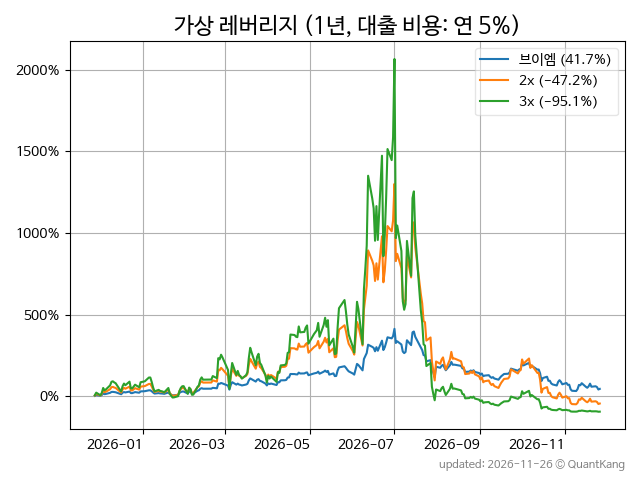 가상 레버리지 (1년, 대출 비용: 연 5%)
브이엠 (41.7%)
2x (-47.2%)
3x (-95.1%)
2000%
1500%
1000%
500%
0%
2026-01 2026-03 2026-05 2026-07 2026-09 2026-11
updated: 2026-11-26 © QuantKang